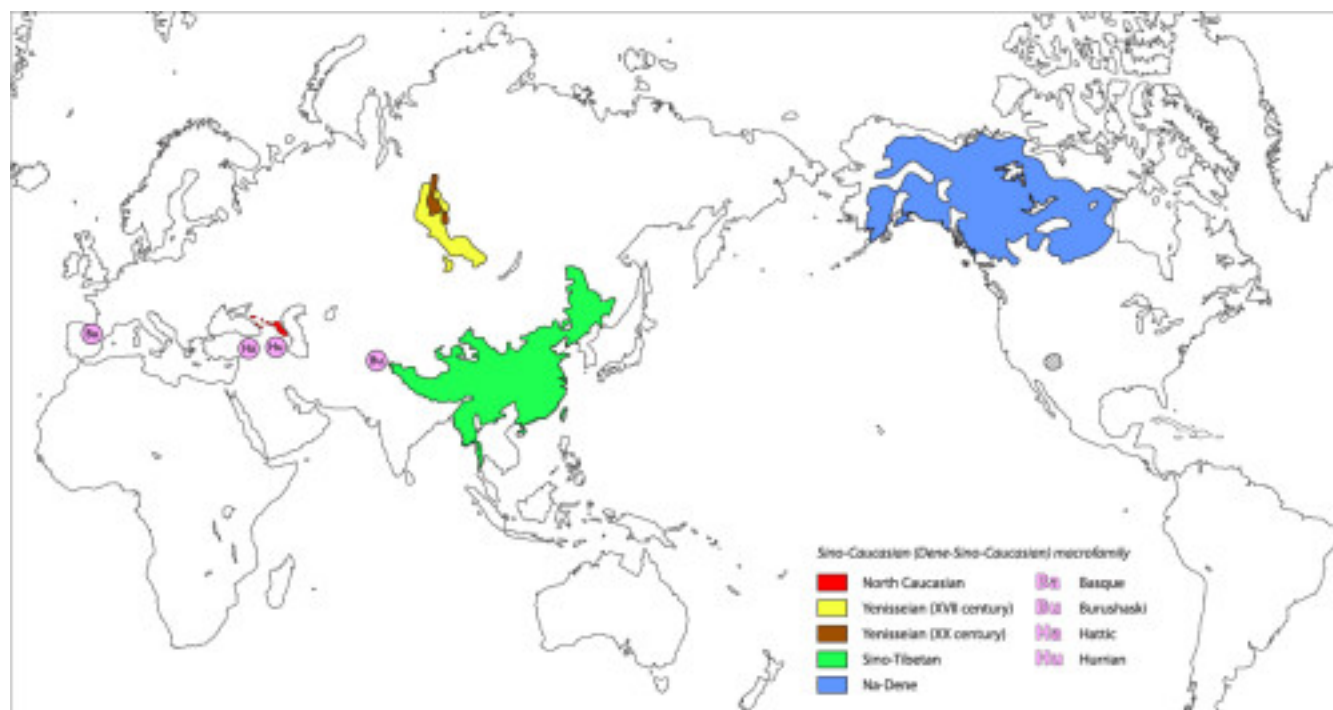 Ba
Ha
Hu
Bu
Sino-Caucasian (Dene-Sino-Caucasian) macrofamily
North Caucasian
Yenisseian (XVII century)
Yenisseian (XX century)
Sino-Tibetan
Na-Dene
Ba Basque
Bu Burushaski
Ha Hattic
Hu Hurrian